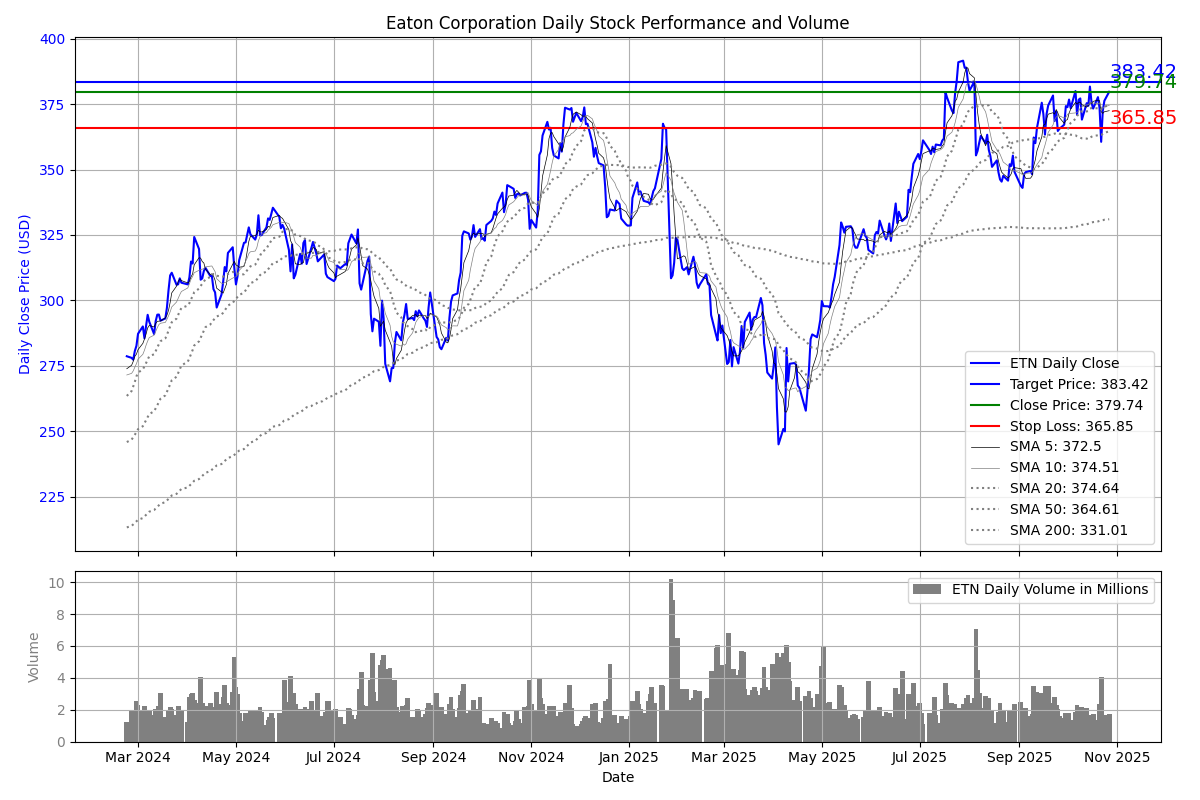 Eaton Corporation Daily Stock Performance and Volume
400
375
350
325
300
275
250
225
Daily Close Price (USD)
383.42
379.74
365.85
ETN Daily Close
Target Price: 383.42
Close Price: 379.74
Stop Loss: 365.85
SMA 5: 372.5
SMA 10: 374.51
SMA 20: 374.64
SMA 50: 364.61
SMA 200: 331.01
10
8
6
4
2
0
Volume
ETN Daily Volume in Millions
Mar 2024 May 2024 Jul 2024 Sep 2024 Nov 2024 Jan 2025 Mar 2025 May 2025 Jul 2025 Sep 2025 Nov 2025
Date